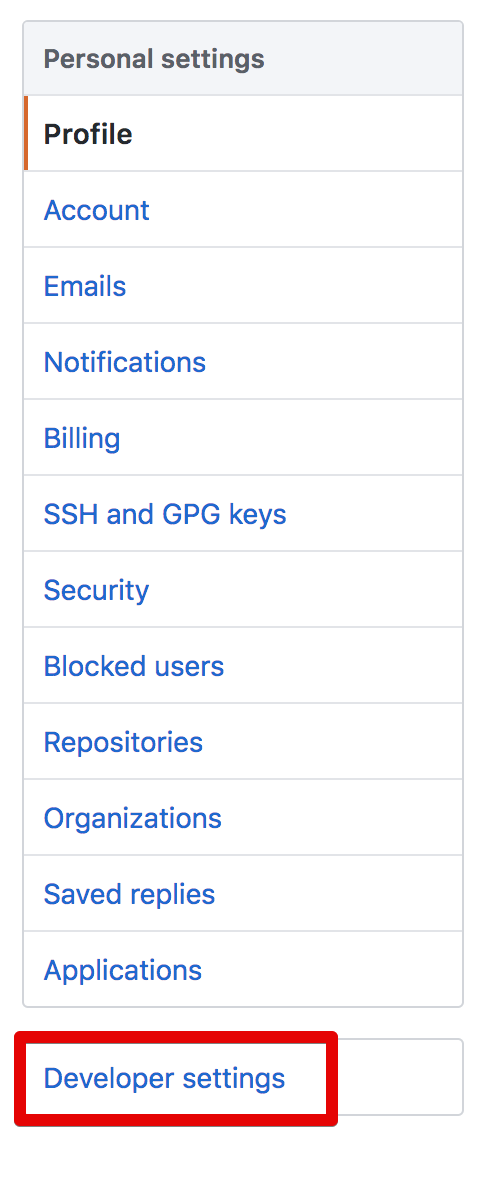 Personal settings
Profile
Account
Emails
Notifications
Billing
SSH and GPG keys
Security
Blocked users
Repositories
Organizations
Saved replies
Applications
Developer settings